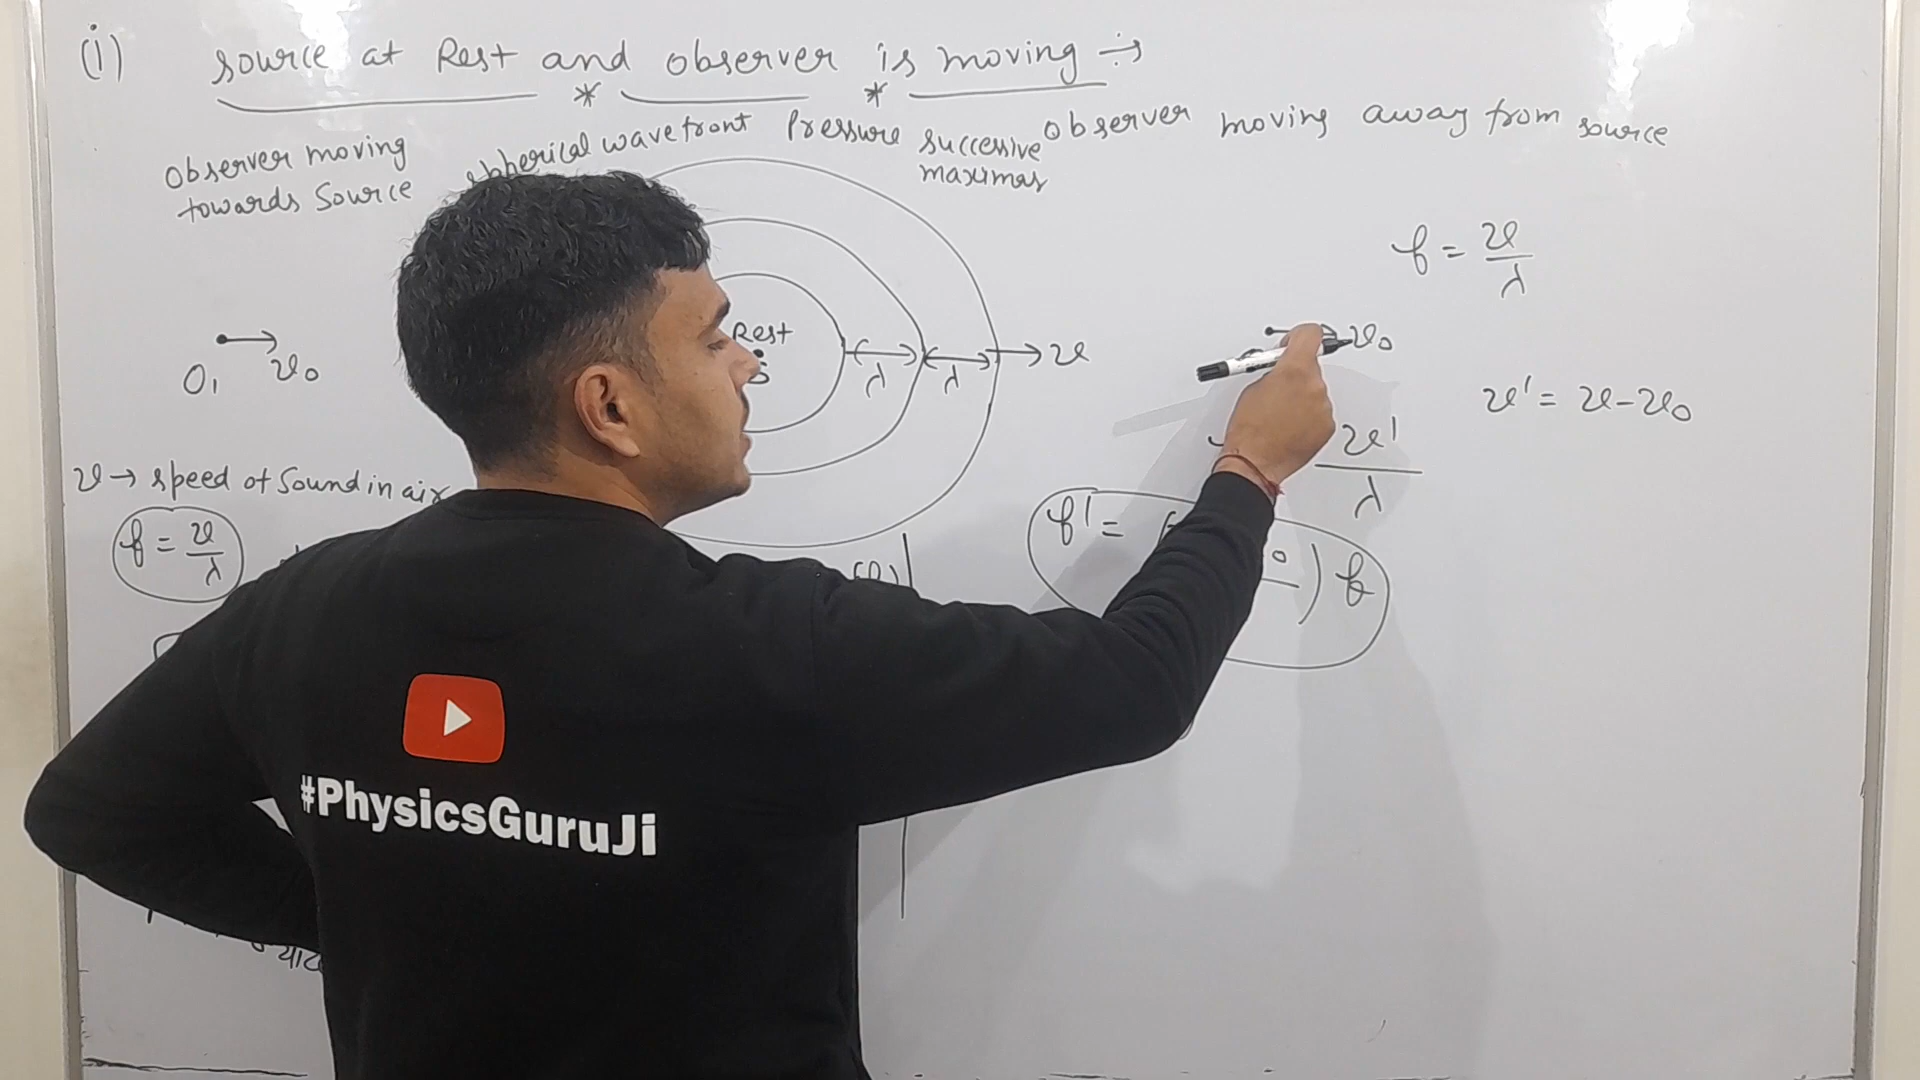 (i) source at Rest and observer is moving :→
* *
observer moving
towards source
spherical wavefront Pressure successive
maximas
observer moving away from source
f = v/λ
Rest
S
O₁ v₀
λ λ → v
v₀
v' = v - v₀
v'/λ
v → speed of sound in air
f = v/λ
f' = ( ₀ ) f
#PhysicsGuruJi